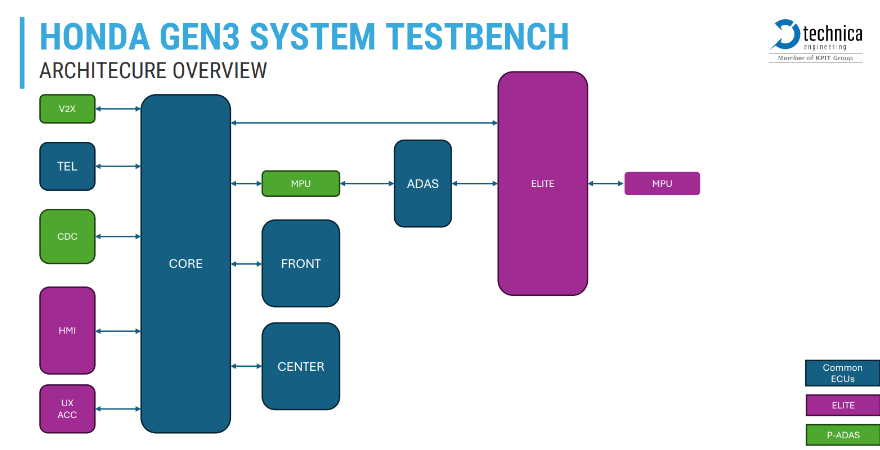 HONDA GEN3 SYSTEM TESTBENCH
ARCHITECURE OVERVIEW
technica
engineering
Member of KPIT Group
V2X
TEL
CDC
HMI
UX
ACC
CORE
MPU
FRONT
CENTER
ADAS
ELITE
MPU
Common
ECUs
ELITE
P-ADAS